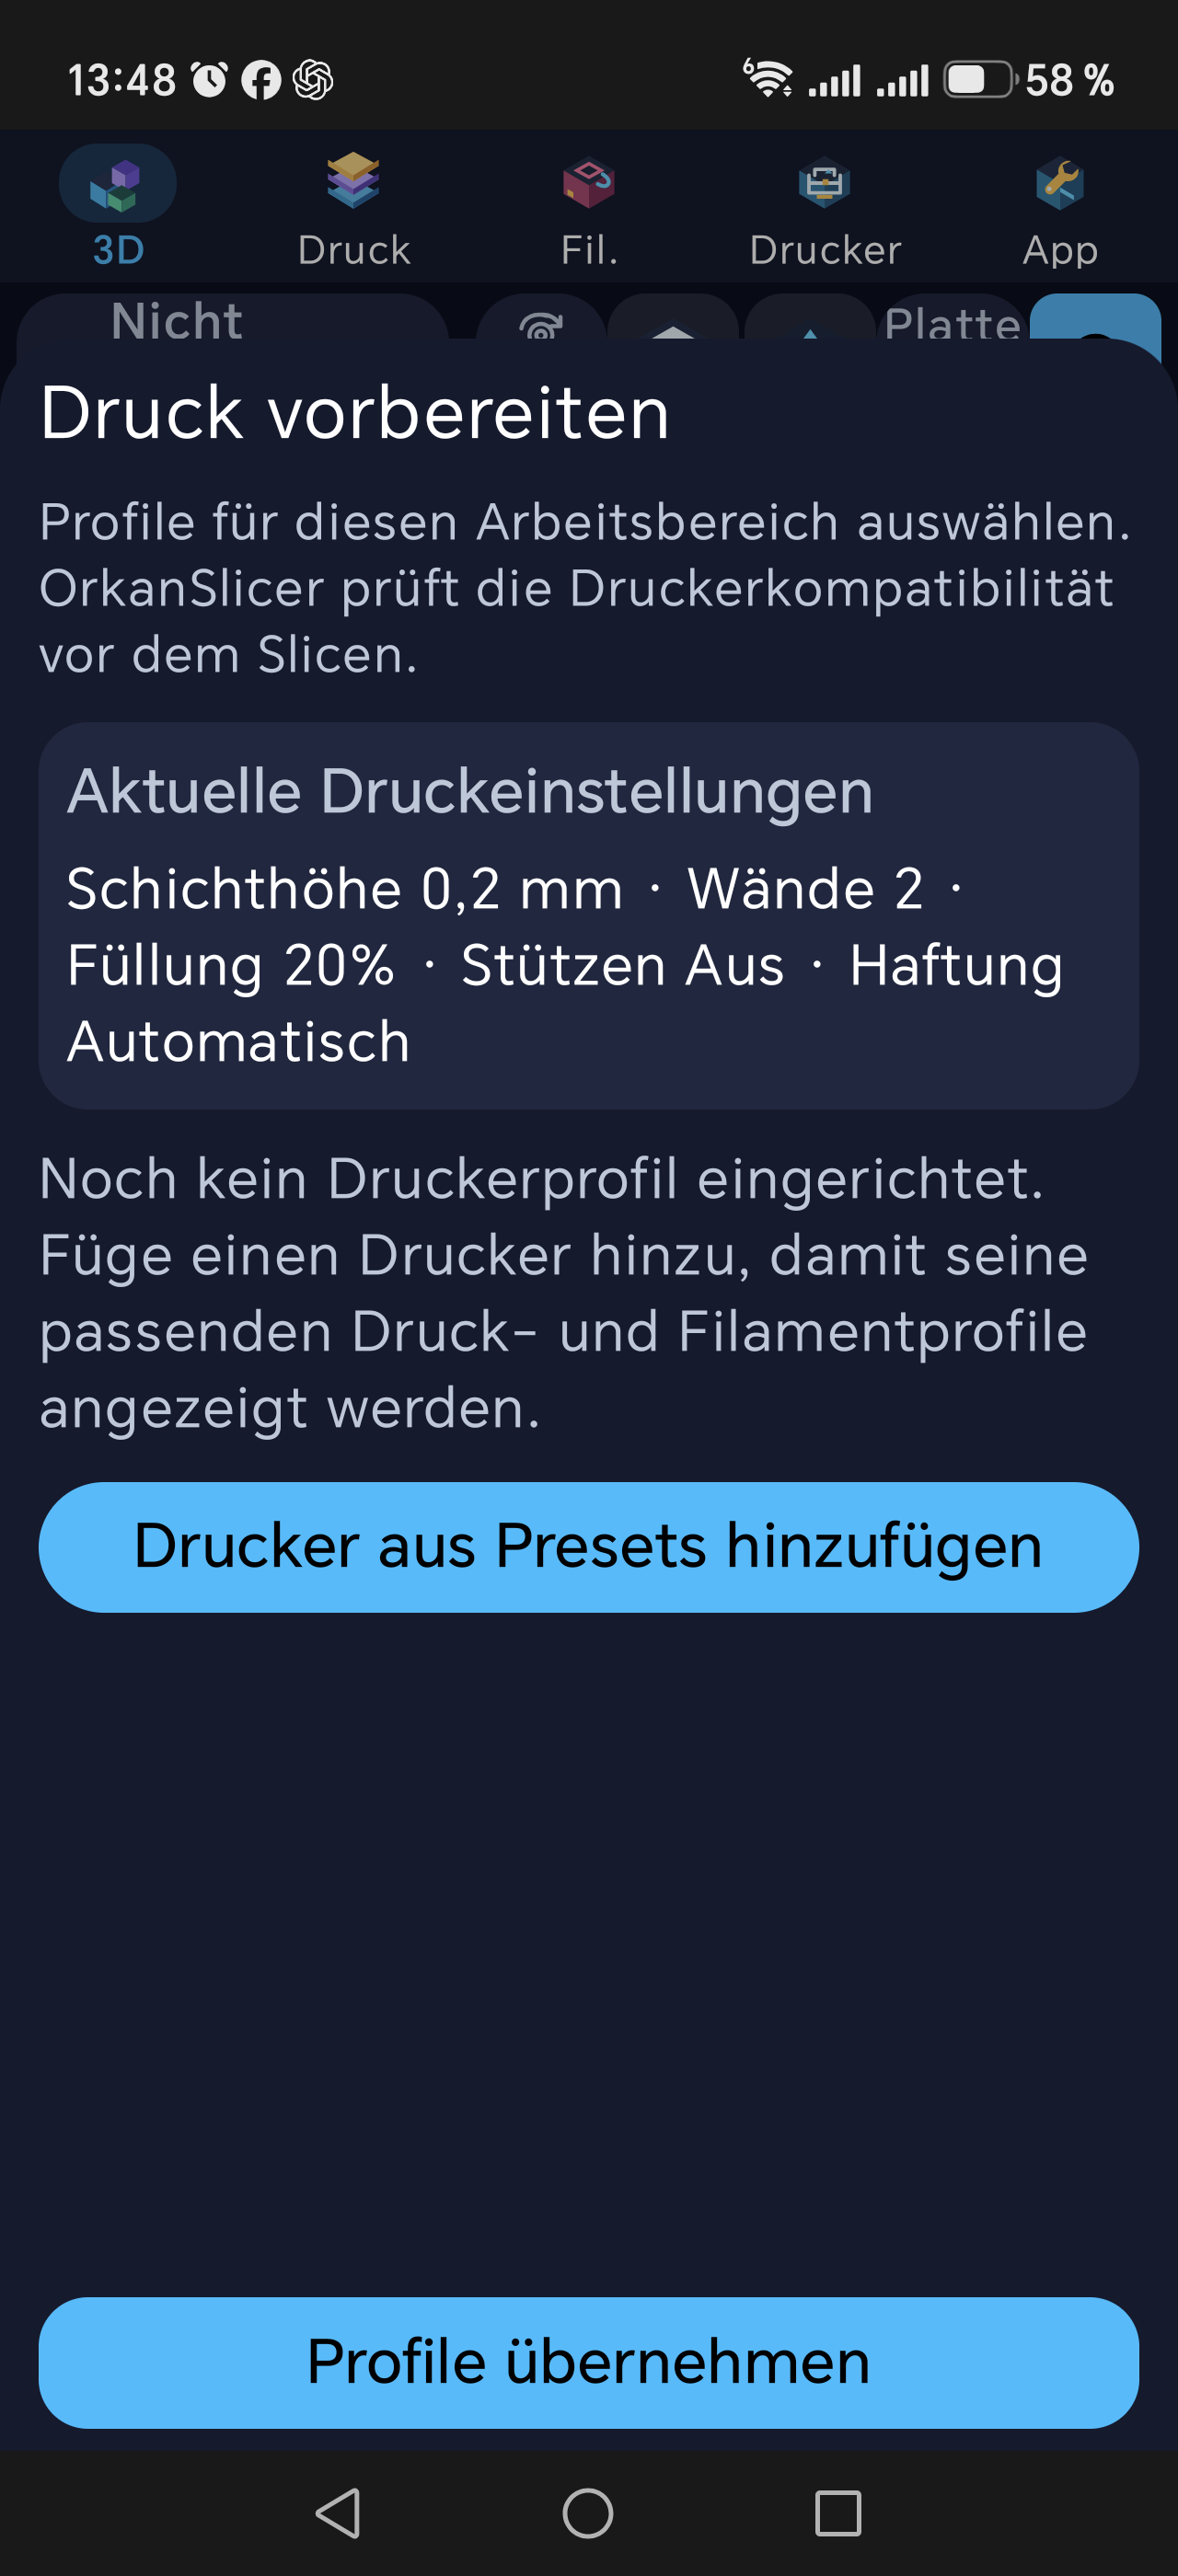 13:48 6 58 %
3D Druck Fil. Drucker App
Nicht Platte
Druck vorbereiten
Profile für diesen Arbeitsbereich auswählen.
OrkanSlicer prüft die Druckerkompatibilität
vor dem Slicen.
Aktuelle Druckeinstellungen
Schichthöhe 0,2 mm · Wände 2 ·
Füllung 20% · Stützen Aus · Haftung
Automatisch
Noch kein Druckerprofil eingerichtet.
Füge einen Drucker hinzu, damit seine
passenden Druck- und Filamentprofile
angezeigt werden.
Drucker aus Presets hinzufügen
Profile übernehmen